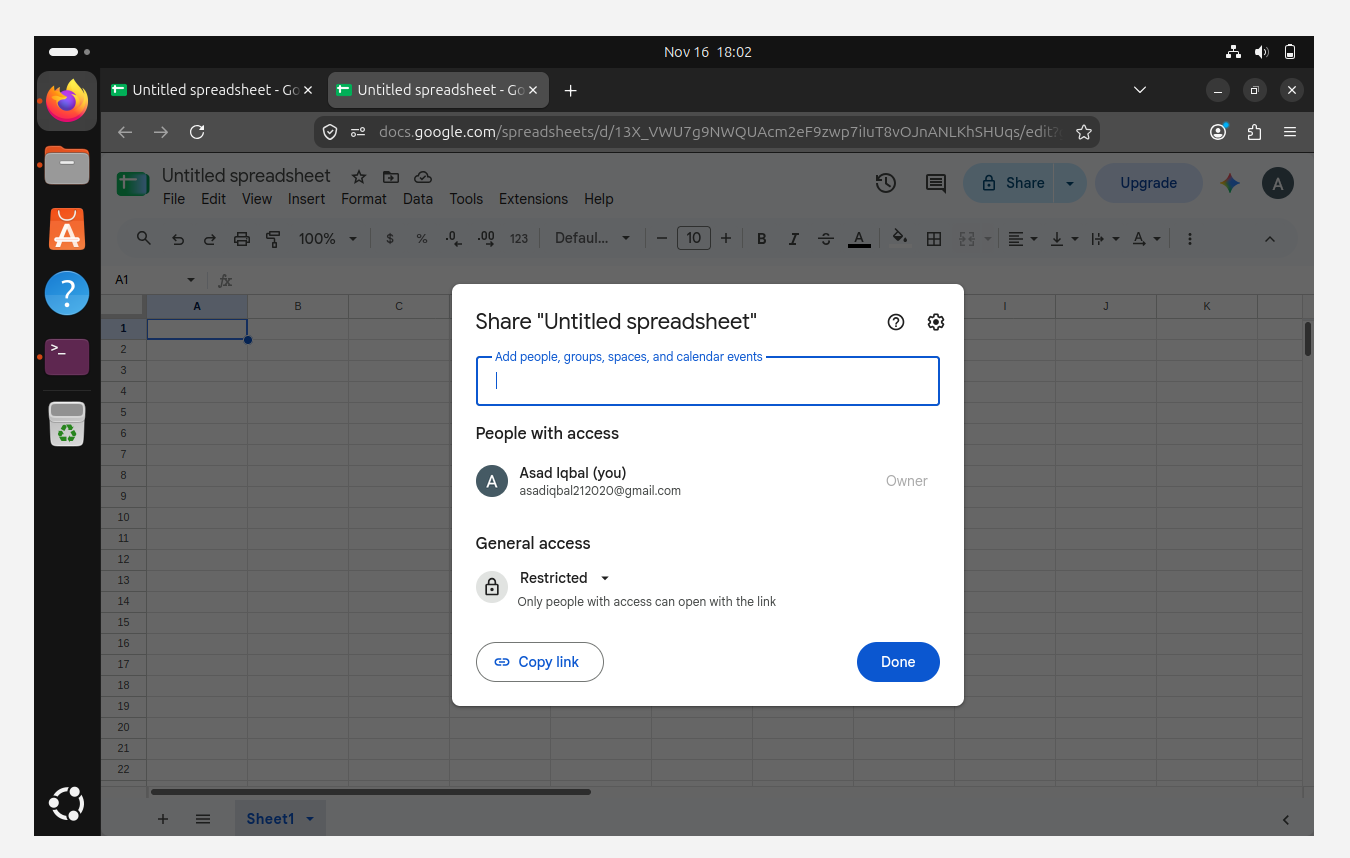 Nov 16 18:02
Untitled spreadsheet - Go
Untitled spreadsheet - Go
docs.google.com/spreadsheets/d/13X_VWU7g9NWQUAcm2eF9zwp7iIuT8vOJnANLKhSHUqs/edit?
Untitled spreadsheet
Share
Upgrade
A
File Edit View Insert Format Data Tools Extensions Help
100% $ % .0 .00 123 Defaul... 10 B I A A
A1 fx
A B C I J K
1
2
3
4
5
6
7
8
9
10
11
12
13
14
15
16
17
18
19
20
21
22
Share "Untitled spreadsheet"
Add people, groups, spaces, and calendar events
People with access
A
Asad Iqbal (you)
asadiqbal212020@gmail.com
Owner
General access
Restricted
Only people with access can open with the link
Copy link
Done
Sheet1